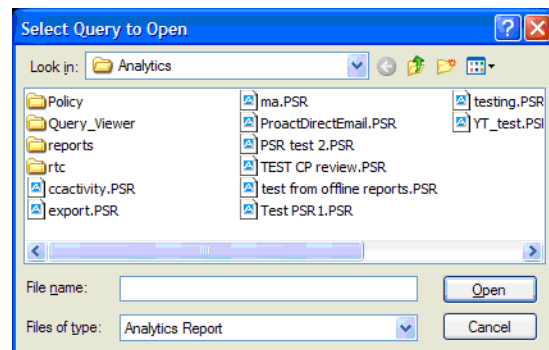 Select Query to Open
Look in: Analytics
Policy
Query_Viewer
reports
rtc
ccactivity.PSR
export.PSR
ma.PSR
ProactDirectEmail.PSR
PSR test 2.PSR
TEST CP review.PSR
test from offline reports.PSR
Test PSR1.PSR
testing.PSR
YT_test.PSI
File name:
Open
Files of type: Analytics Report
Cancel